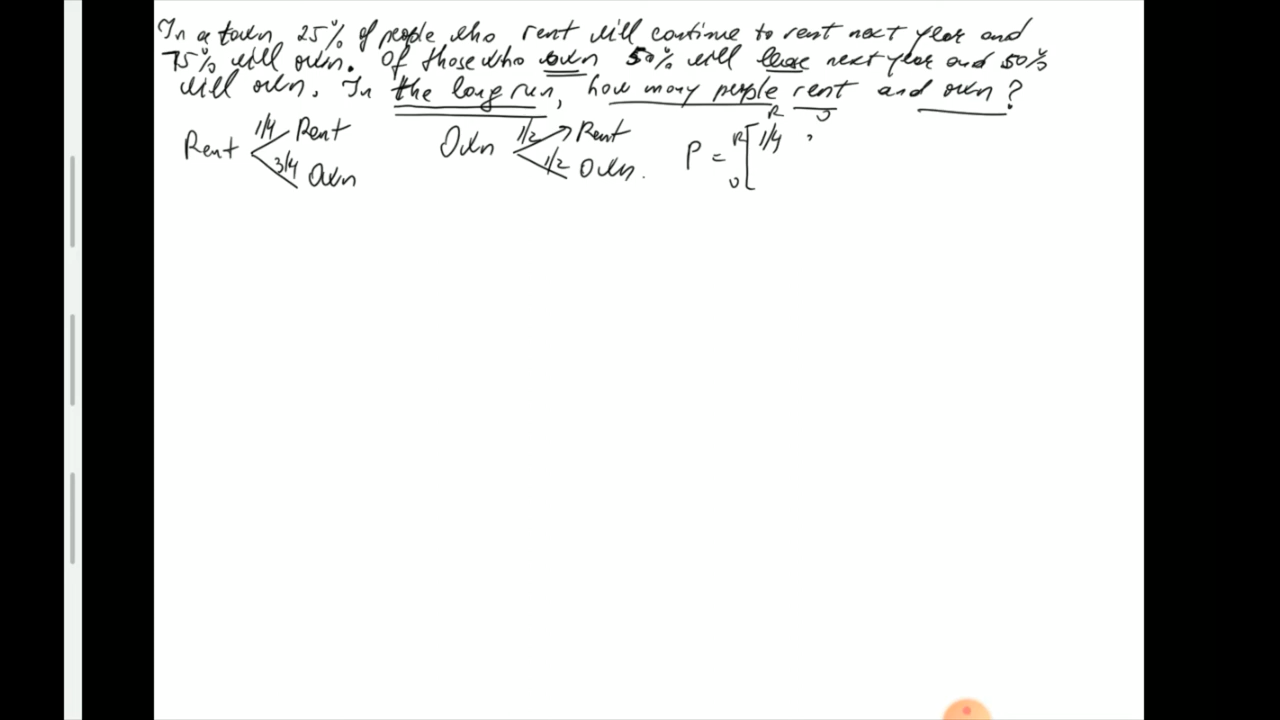 In a town 25% of people who rent will continue to rent next year and
75% will own. Of those who own 50% will lease next year and 50%
will own. In the long run, how many people rent and own?
R O
Rent 1/4 Rent Own 1/2 Rent P = R 1/4
3/4 Own 1/2 Own. O